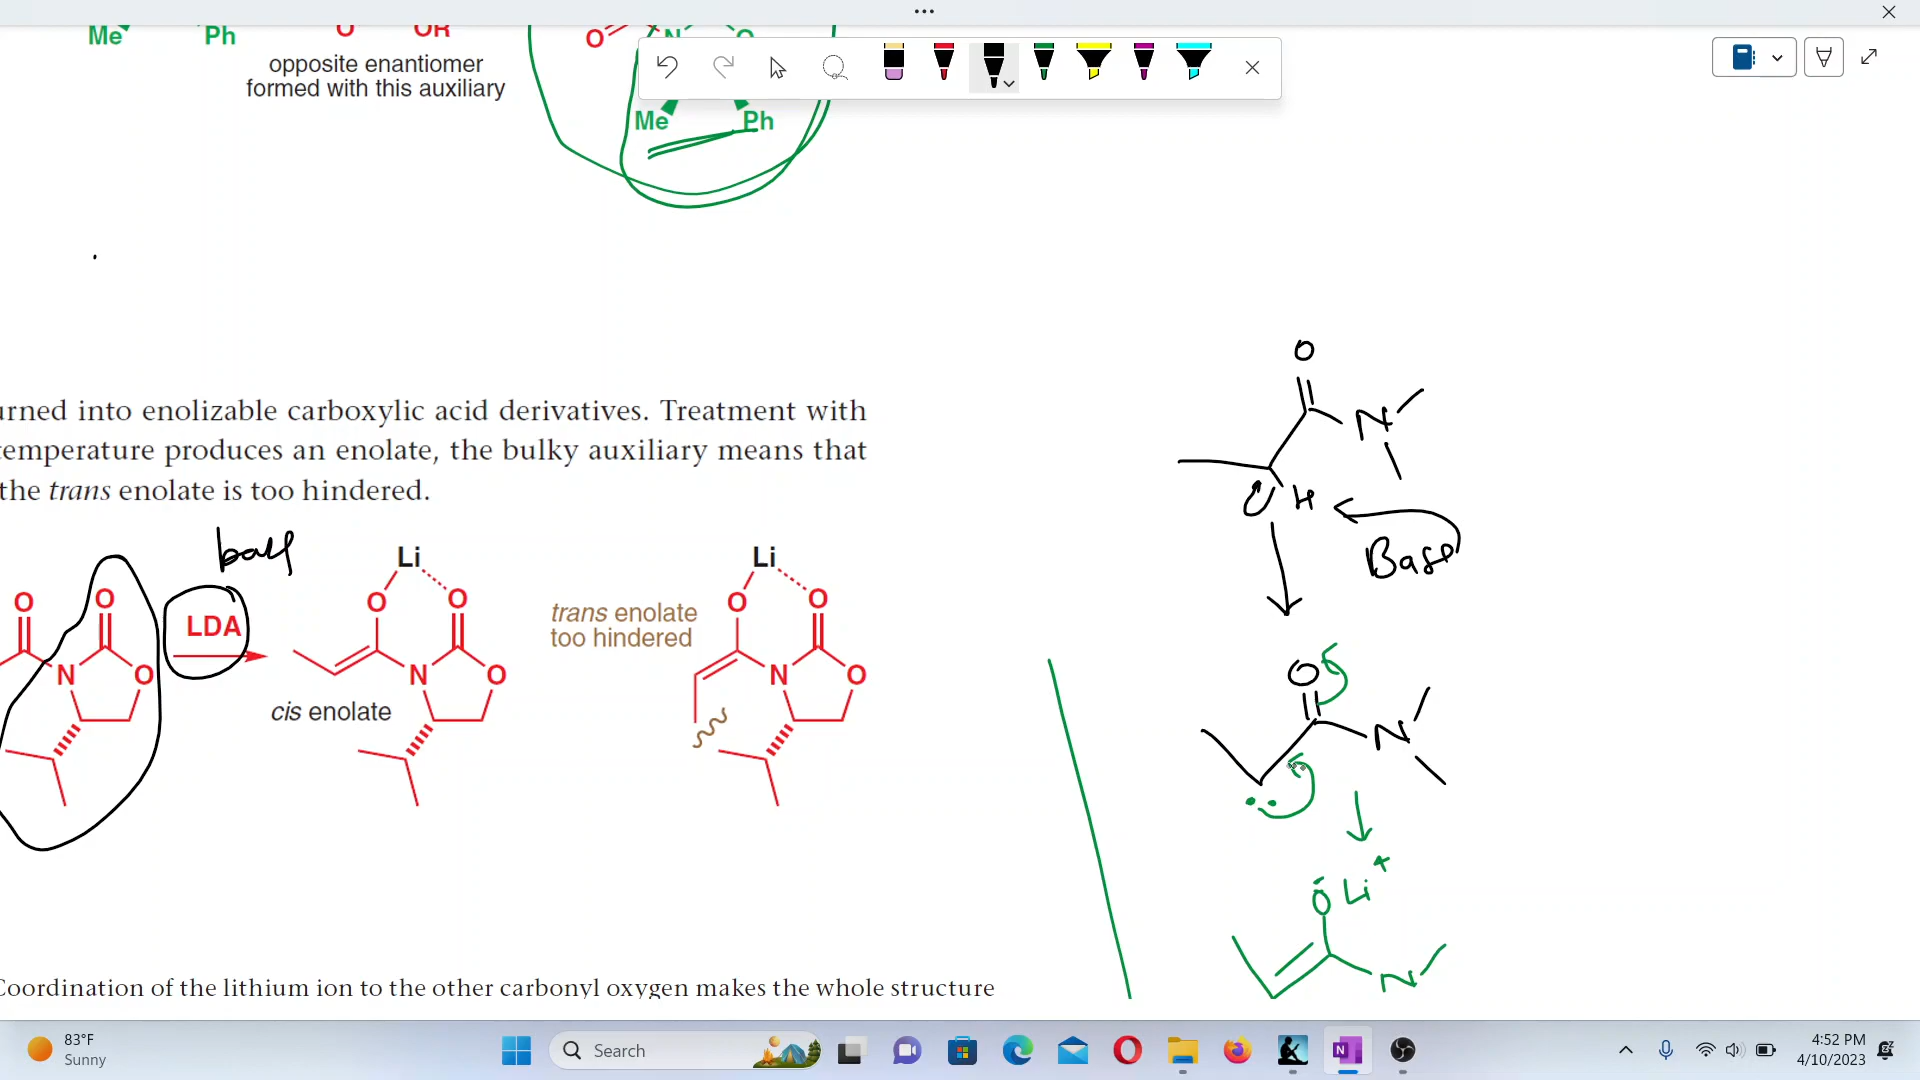 Me
Ph
O
OR
opposite enantiomer
formed with this auxiliary
O
N
O
Me
Ph
urned into enolizable carboxylic acid derivatives. Treatment with
temperature produces an enolate, the bulky auxiliary means that
the trans enolate is too hindered.
O
N
H
Base
O
O
N
O
LDA
Li
O
O
N
O
cis enolate
trans enolate
too hindered
Li
O
O
N
O
O
N
O Li +
N
Coordination of the lithium ion to the other carbonyl oxygen makes the whole structure
83°F
Sunny
Search
4:52 PM
4/10/2023